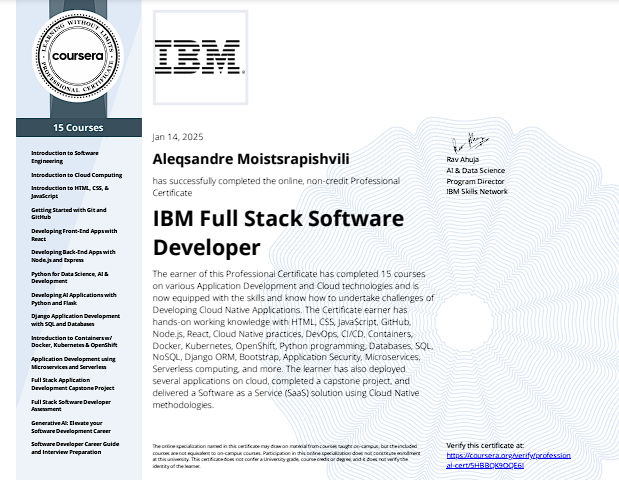 LEARNING WITHOUT LIMITS
coursera
PROFESSIONAL CERTIFICATE
15 Courses
Introduction to Software
Engineering
Introduction to Cloud Computing
Introduction to HTML, CSS, &
JavaScript
Getting Started with Git and
GitHub
Developing Front-End Apps with
React
Developing Back-End Apps with
Node.js and Express
Python for Data Science, AI &
Development
Developing AI Applications with
Python and Flask
Django Application Development
with SQL and Databases
Introduction to Containers w/
Docker, Kubernetes & OpenShift
Application Development using
Microservices and Serverless
Full Stack Application
Development Capstone Project
Full Stack Software Developer
Assessment
Generative AI: Elevate your
Software Development Career
Software Developer Career Guide
and Interview Preparation
IBM
Jan 14, 2025
Aleqsandre Moistsrapishvili
has successfully completed the online, non-credit Professional
Certificate
IBM Full Stack Software
Developer
The earner of this Professional Certificate has completed 15 courses
on various Application Development and Cloud technologies and is
now equipped with the skills and know how to undertake challenges of
Developing Cloud Native Applications. The Certificate earner has
hands-on working knowledge with HTML, CSS, JavaScript, GitHub,
Node.js, React, Cloud Native practices, DevOps, CI/CD, Containers,
Docker, Kubernetes, OpenShift, Python programming, Databases, SQL,
NoSQL, Django ORM, Bootstrap, Application Security, Microservices,
Serverless computing, and more. The learner has also deployed
several applications on cloud, completed a capstone project, and
delivered a Software as a Service (SaaS) solution using Cloud Native
methodologies.
Rav Ahuja
AI & Data Science
Program Director
IBM Skills Network
The online specialization named in this certificate may draw on material from courses taught on-campus, but the included
courses are not equivalent to on-campus courses. Participation in this online specialization does not constitute enrollment
at this university. This certificate does not confer a University grade, course credit or degree, and it does not verify the
identity of the learner.
Verify this certificate at:
https://coursera.org/verify/profession
al-cert/5HBBQK9OQE6I